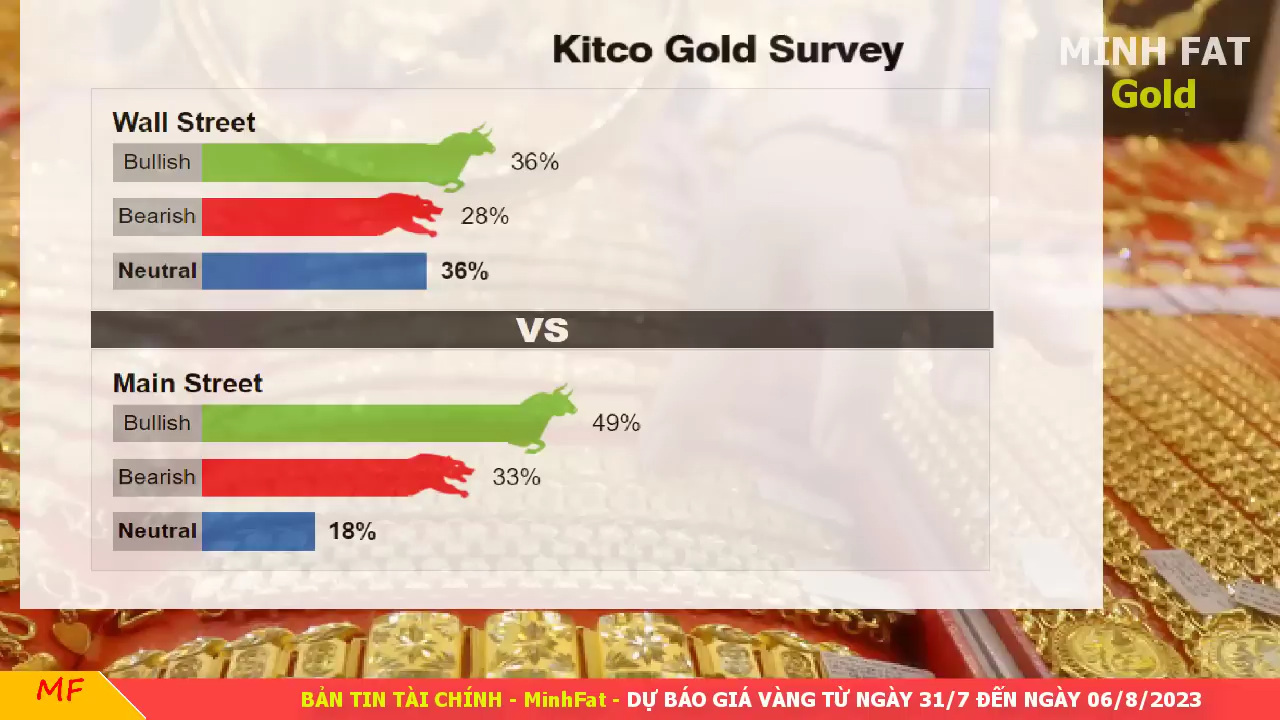 Kitco Gold Survey
MINH FAT
Gold
Wall Street
Bullish 36%
Bearish 28%
Neutral 36%
VS
Main Street
Bullish 49%
Bearish 33%
Neutral 18%
MF
BẢN TIN TÀI CHÍNH - MinhFat - DỰ BÁO GIÁ VÀNG TỪ NGÀY 31/7 ĐẾN NGÀY 06/8/2023